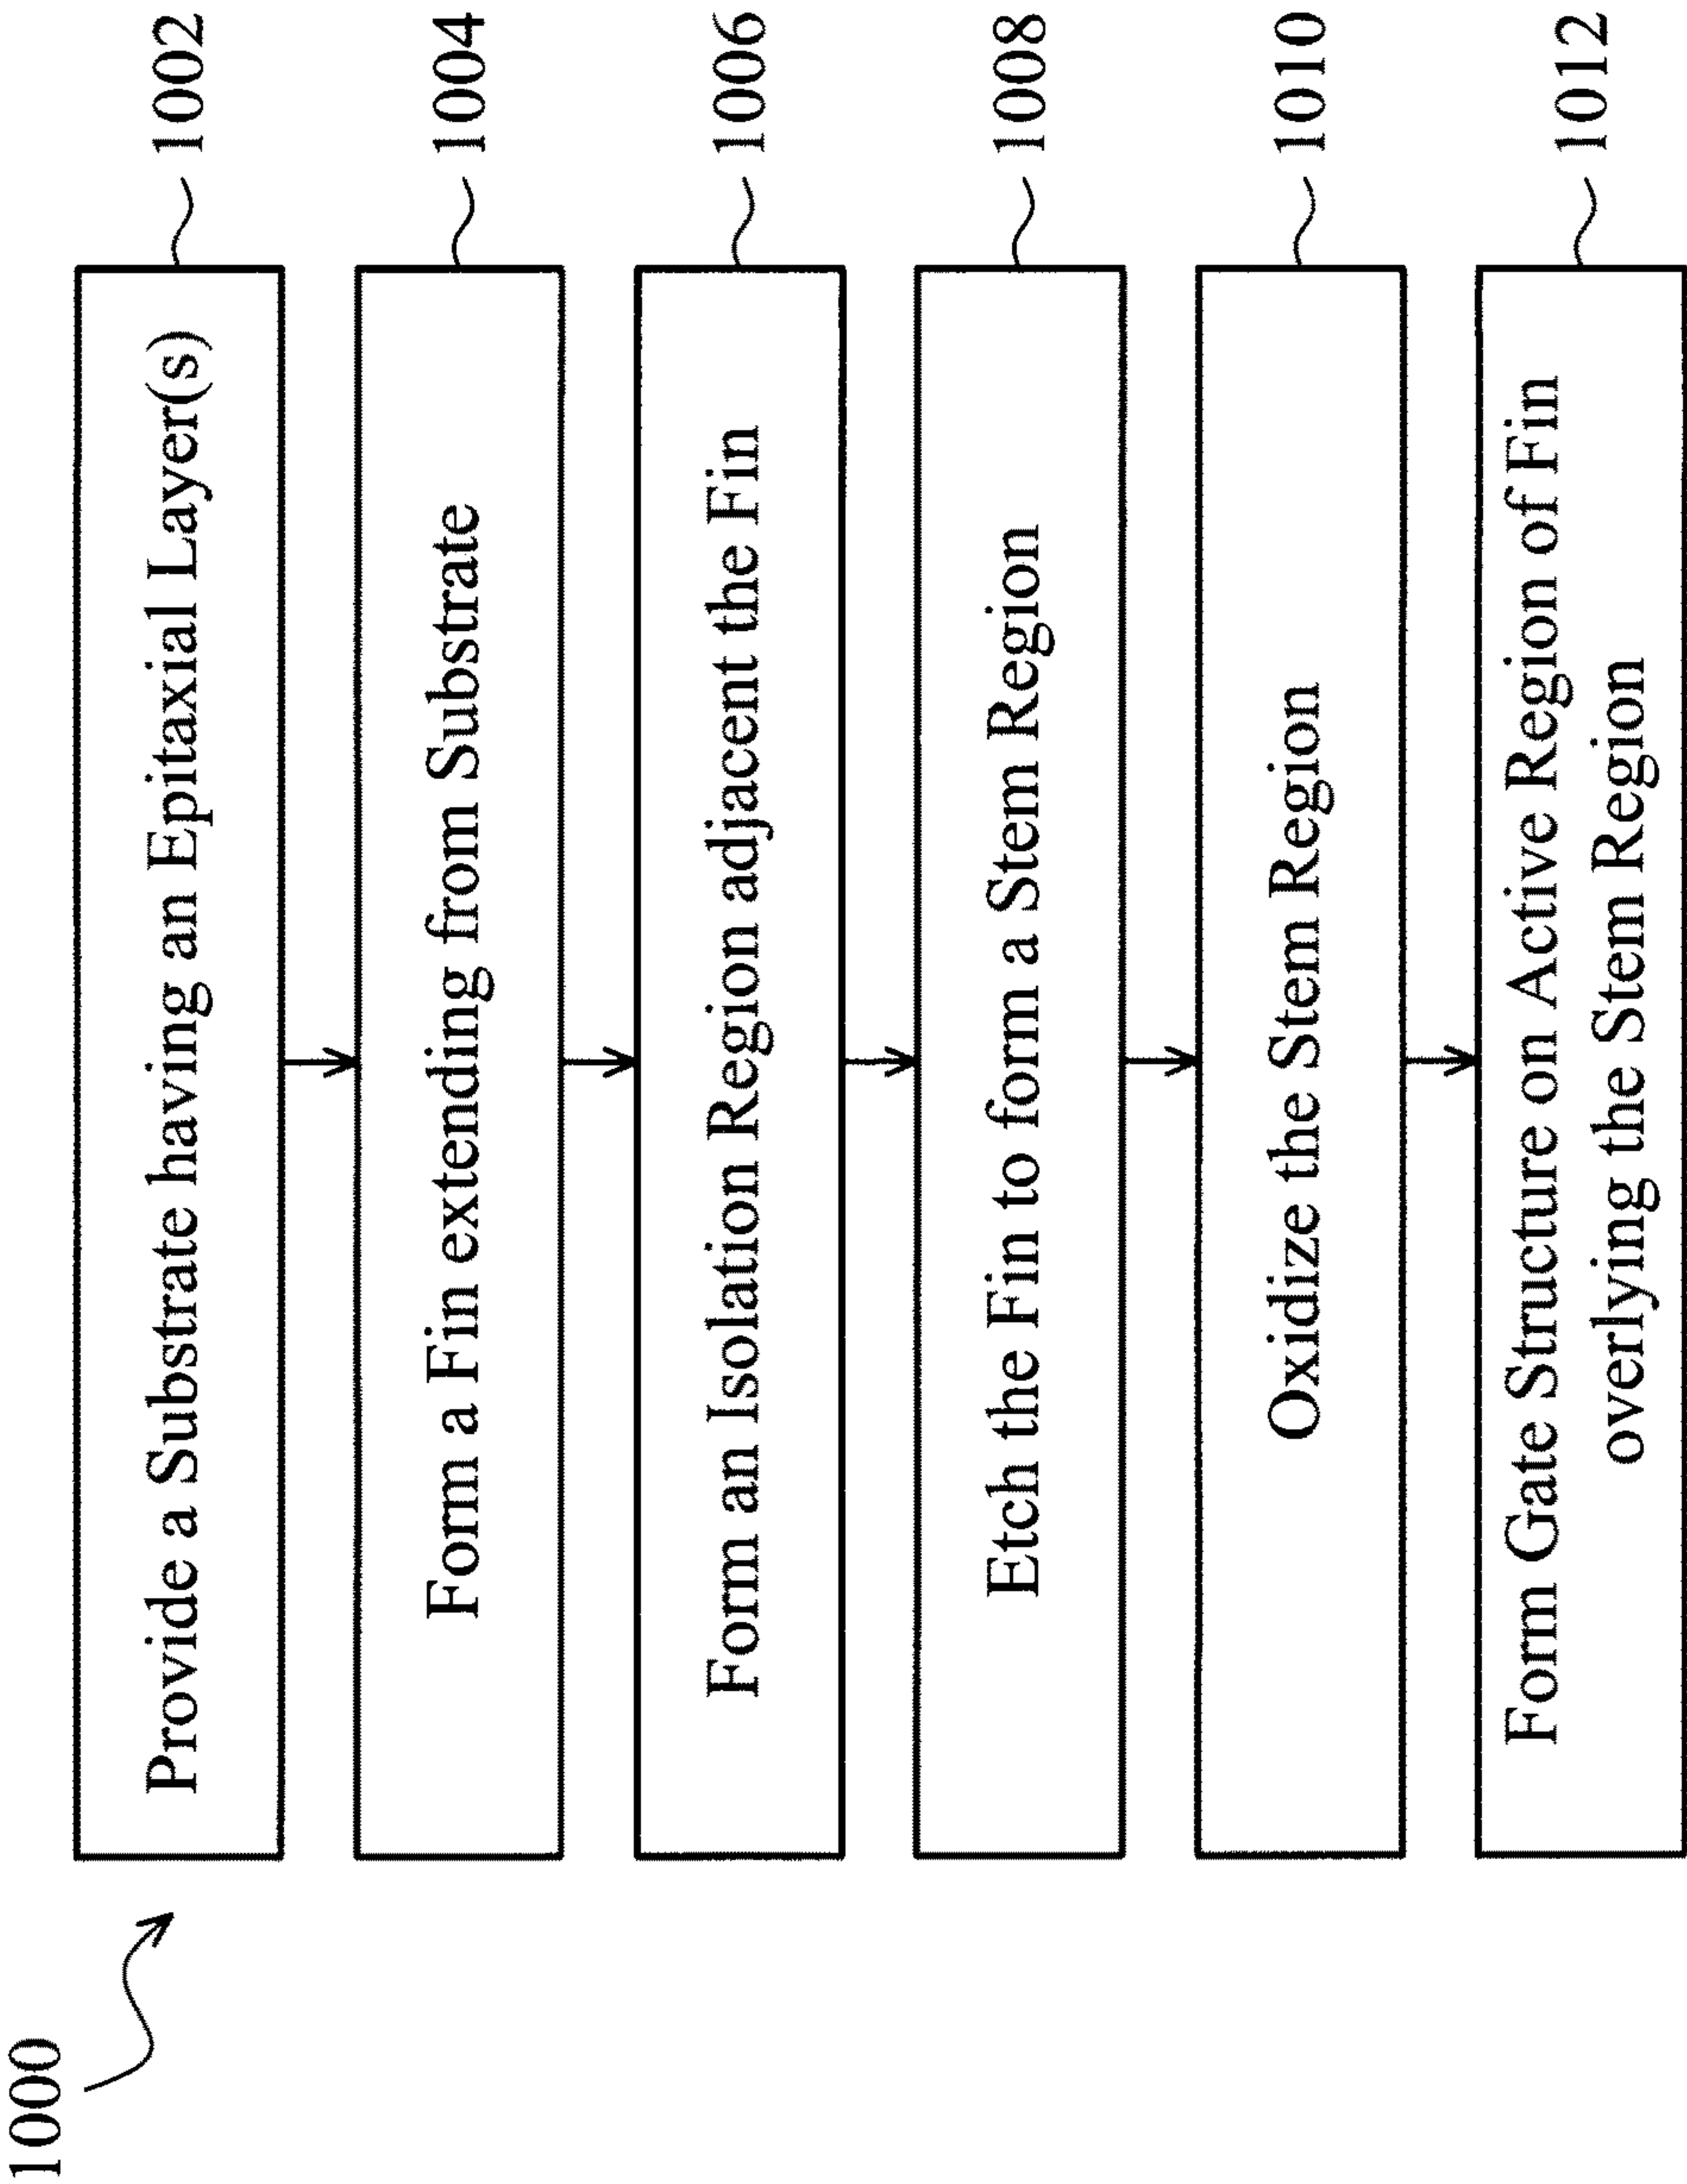 1000
Provide a Substrate having an Epitaxial Layer(s)
1002
Form a Fin extending from Substrate
1004
Form an Isolation Region adjacent the Fin
1006
Etch the Fin to form a Stem Region
1008
Oxidize the Stem Region
1010
Form Gate Structure on Active Region of Fin
overlying the Stem Region
1012